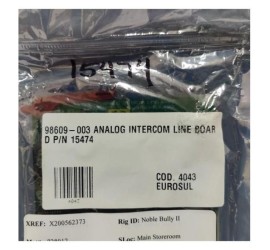 15474
98609-003 ANALOG INTERCOM LINE BOAR
D P/N 15474
COD. 4043
EUROSUL
XREF: X200562373
Rig ID: Noble Bully II
SLoc: Main Storeroom